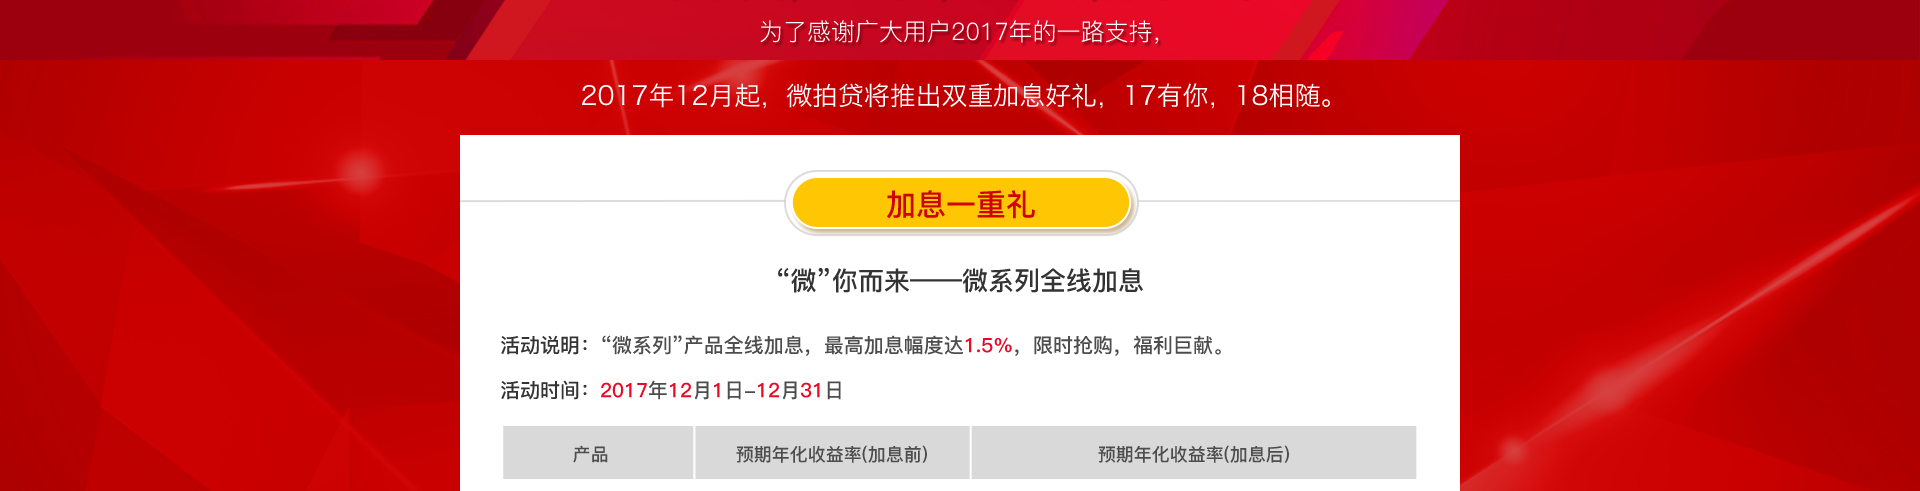 为了感谢广大用户2017年的一路支持，
2017年12月起，微拍贷将推出双重加息好礼，17有你，18相随。
加息一重礼
“微”你而来——微系列全线加息
活动说明：“微系列”产品全线加息，最高加息幅度达1.5%，限时抢购，福利巨献。
活动时间：2017年12月1日-12月31日
产品 预期年化收益率(加息前) 预期年化收益率(加息后)